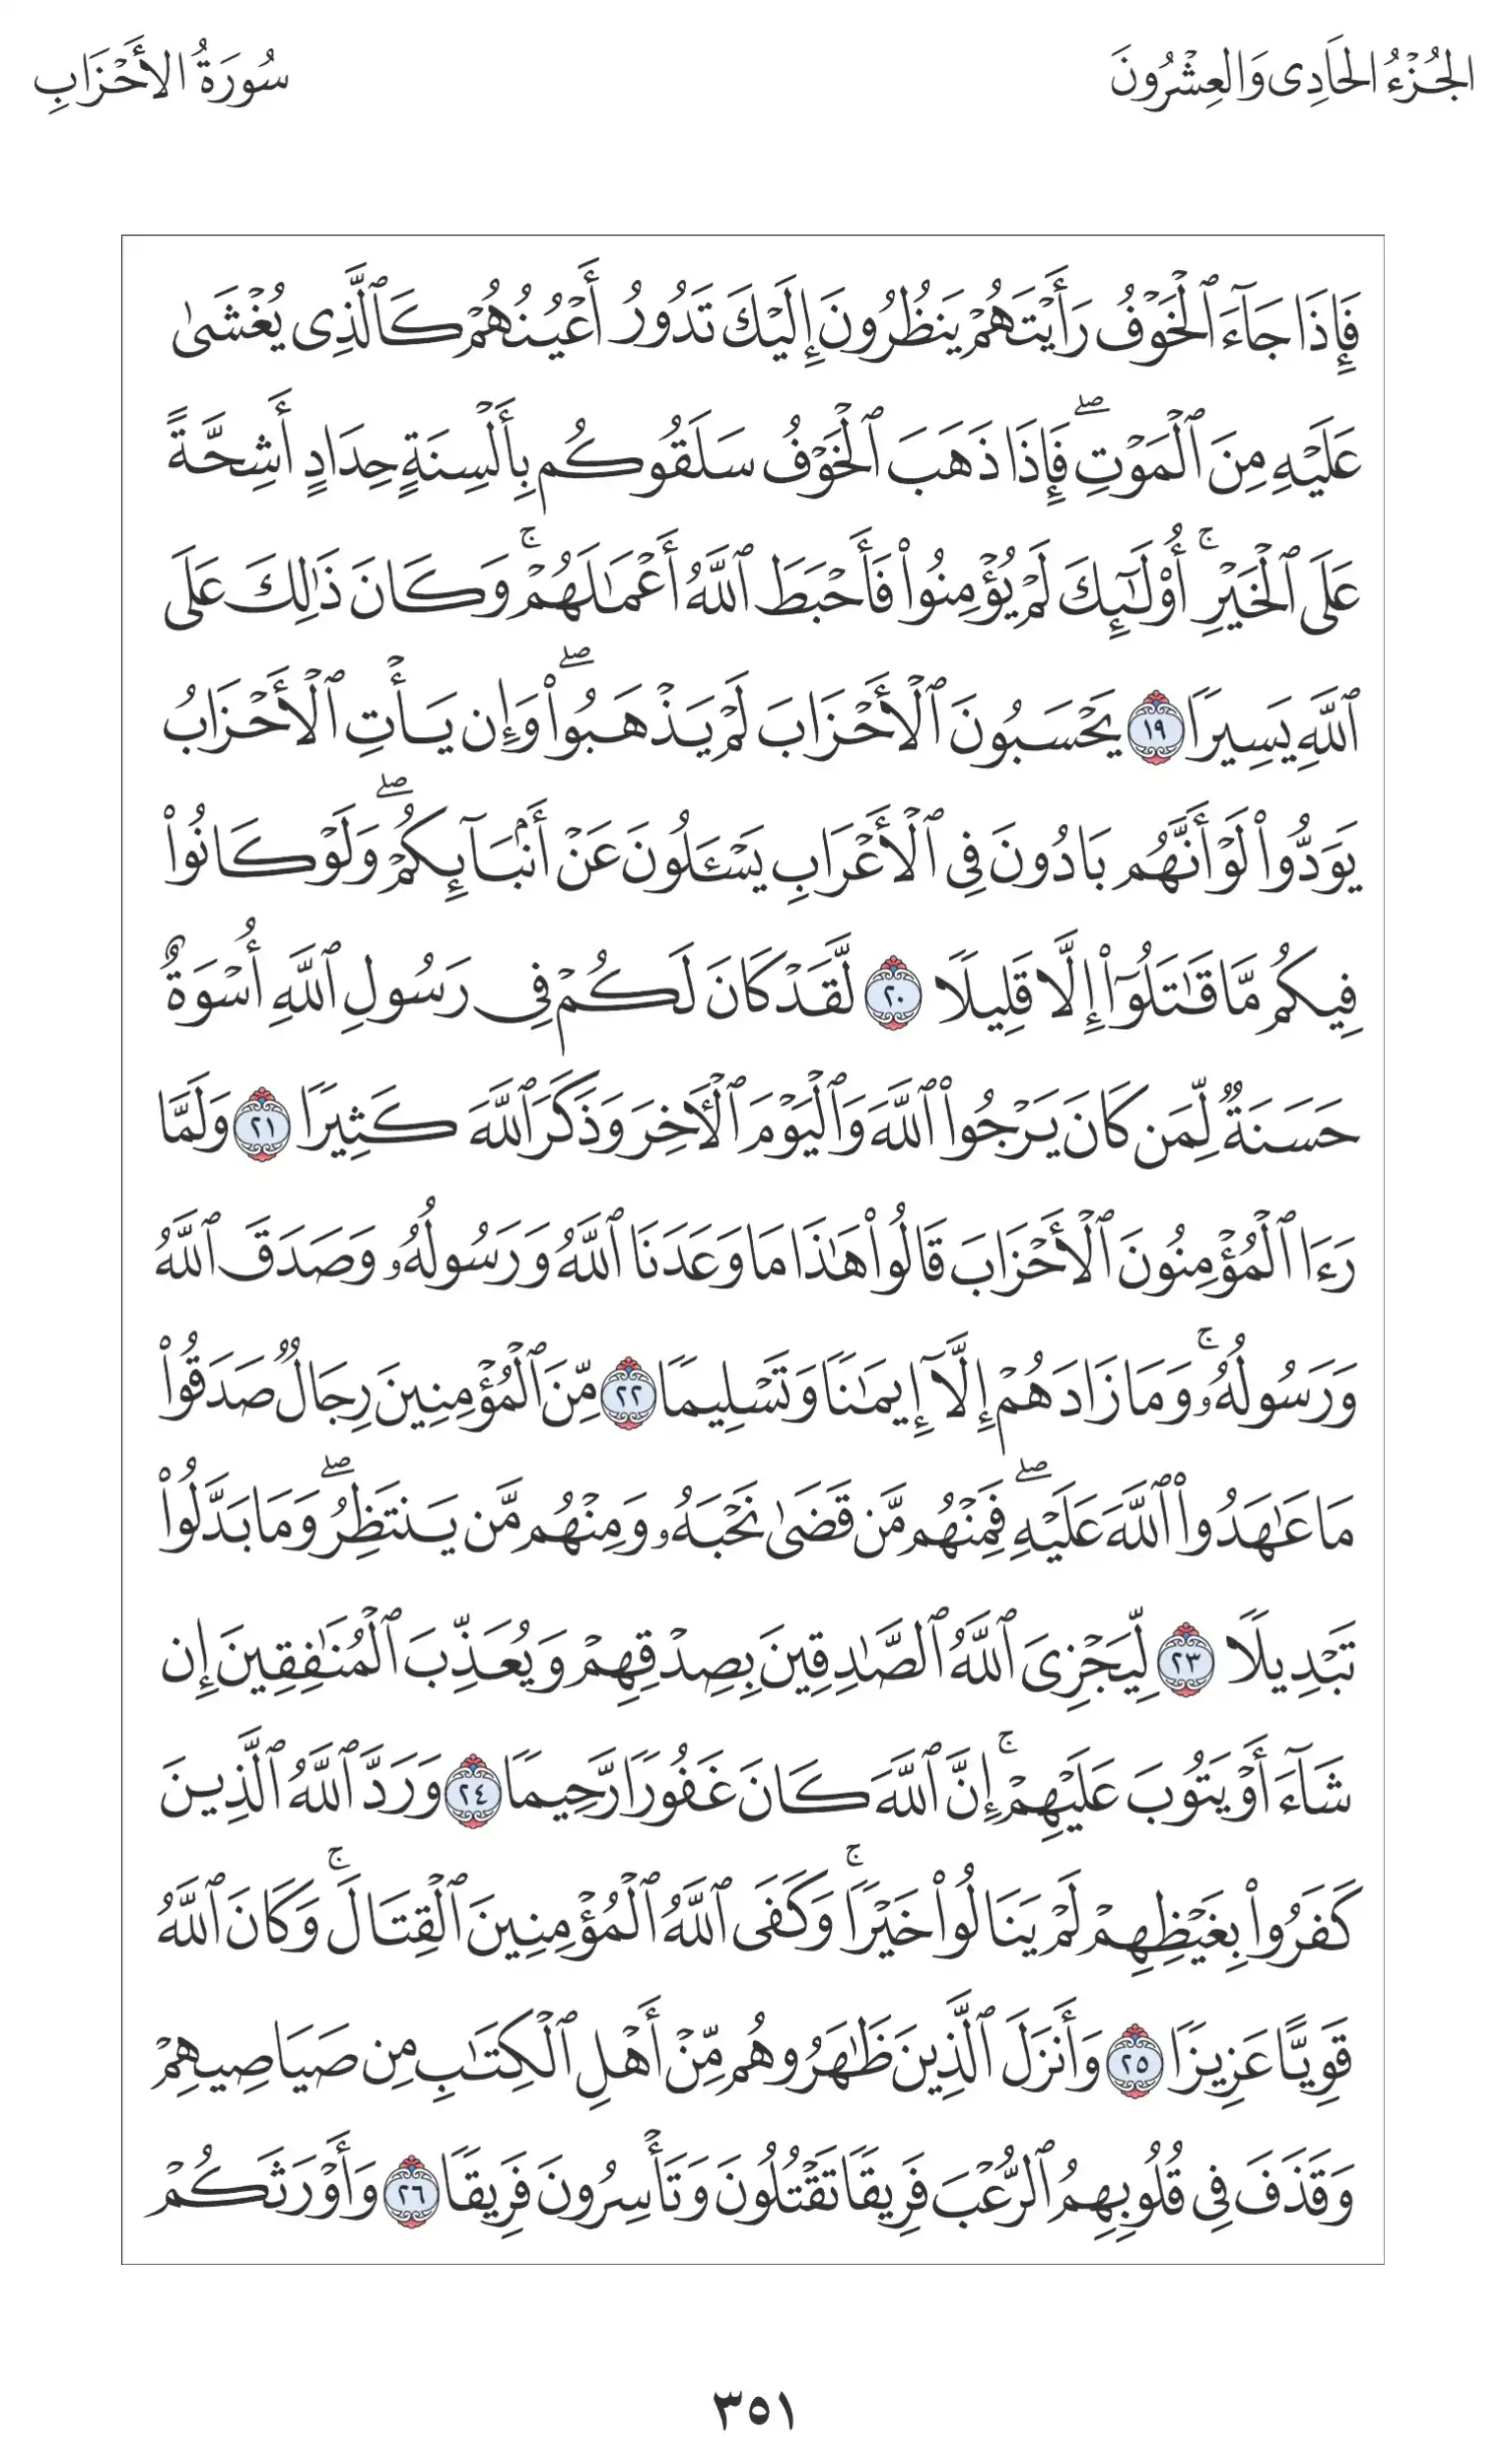 الجُزْءُ الحَادِى وَالعِشْرُونَ
سُورَةُ الأَحْزَابِ
فَإِذَا جَآءَ ٱلْخَوْفُ رَأَيْتَهُمْ يَنظُرُونَ إِلَيْكَ تَدُورُ أَعْيُنُهُمْ كَٱلَّذِى يُغْشَىٰ
عَلَيْهِ مِنَ ٱلْمَوْتِۖ فَإِذَا ذَهَبَ ٱلْخَوْفُ سَلَقُوكُم بِأَلْسِنَةٍ حِدَادٍ أَشِحَّةً
عَلَى ٱلْخَيْرِۚ أُو۟لَٰٓئِكَ لَمْ يُؤْمِنُوا۟ فَأَحْبَطَ ٱللَّهُ أَعْمَٰلَهُمْۚ وَكَانَ ذَٰلِكَ عَلَى
ٱللَّهِ يَسِيرًا ١٩ يَحْسَبُونَ ٱلْأَحْزَابَ لَمْ يَذْهَبُوا۟ۖ وَإِن يَأْتِ ٱلْأَحْزَابُ
يَوَدُّوا۟ لَوْ أَنَّهُم بَادُونَ فِى ٱلْأَعْرَابِ يَسْـَٔلُونَ عَنْ أَنۢبَآئِكُمْۖ وَلَوْ كَانُوا۟
فِيكُم مَّا قَٰتَلُوٓا۟ إِلَّا قَلِيلًا ٢٠ لَّقَدْ كَانَ لَكُمْ فِى رَسُولِ ٱللَّهِ أُسْوَةٌ
حَسَنَةٌ لِّمَن كَانَ يَرْجُوا۟ ٱللَّهَ وَٱلْيَوْمَ ٱلْءَاخِرَ وَذَكَرَ ٱللَّهَ كَثِيرًا ٢١ وَلَمَّا
رَءَا ٱلْمُؤْمِنُونَ ٱلْأَحْزَابَ قَالُوا۟ هَٰذَا مَا وَعَدَنَا ٱللَّهُ وَرَسُولُهُۥ وَصَدَقَ ٱللَّهُ
وَرَسُولُهُۥۚ وَمَا زَادَهُمْ إِلَّآ إِيمَٰنًا وَتَسْلِيمًا ٢٢ مِّنَ ٱلْمُؤْمِنِينَ رِجَالٌ صَدَقُوا۟
مَا عَٰهَدُوا۟ ٱللَّهَ عَلَيْهِۖ فَمِنْهُم مَّن قَضَىٰ نَحْبَهُۥ وَمِنْهُم مَّن يَنتَظِرُۖ وَمَا بَدَّلُوا۟
تَبْدِيلًا ٢٣ لِّيَجْزِىَ ٱللَّهُ ٱلصَّٰدِقِينَ بِصِدْقِهِمْ وَيُعَذِّبَ ٱلْمُنَٰفِقِينَ إِن
شَآءَ أَوْ يَتُوبَ عَلَيْهِمْۚ إِنَّ ٱللَّهَ كَانَ غَفُورًا رَّحِيمًا ٢٤ وَرَدَّ ٱللَّهُ ٱلَّذِينَ
كَفَرُوا۟ بِغَيْظِهِمْ لَمْ يَنَالُوا۟ خَيْرًاۚ وَكَفَى ٱللَّهُ ٱلْمُؤْمِنِينَ ٱلْقِتَالَۚ وَكَانَ ٱللَّهُ
قَوِيًّا عَزِيزًا ٢٥ وَأَنزَلَ ٱلَّذِينَ ظَٰهَرُوهُم مِّنْ أَهْلِ ٱلْكِتَٰبِ مِن صَيَاصِيهِمْ
وَقَذَفَ فِى قُلُوبِهِمُ ٱلرُّعْبَ فَرِيقًا تَقْتُلُونَ وَتَأْسِرُونَ فَرِيقًا ٢٦ وَأَوْرَثَكُمْ
٣٥١